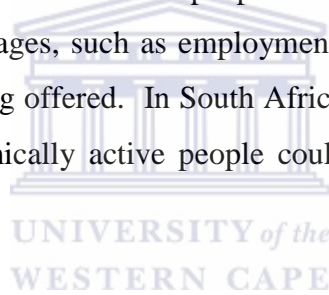 ages, such as employmen
g offered.  In South Afric
nically active people coul
UNIVERSITY of the
WESTERN CAPE